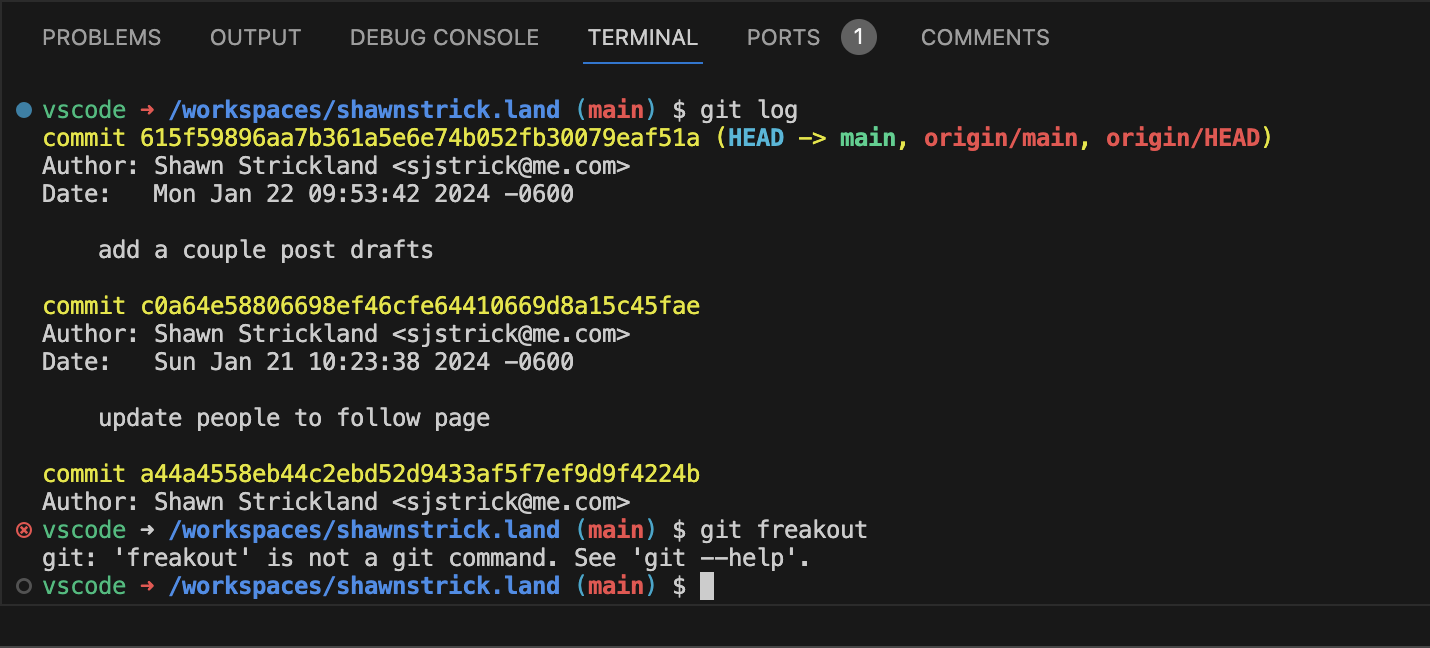 PROBLEMS OUTPUT DEBUG CONSOLE TERMINAL PORTS 1 COMMENTS
vscode ➜ /workspaces/shawnstrick.land (main) $ git log
commit 615f59896aa7b361a5e6e74b052fb30079eaf51a (HEAD -> main, origin/main, origin/HEAD)
Author: Shawn Strickland <sjstrick@me.com>
Date:   Mon Jan 22 09:53:42 2024 -0600
    add a couple post drafts
commit c0a64e58806698ef46cfe64410669d8a15c45fae
Author: Shawn Strickland <sjstrick@me.com>
Date:   Sun Jan 21 10:23:38 2024 -0600
    update people to follow page
commit a44a4558eb44c2ebd52d9433af5f7ef9d9f4224b
Author: Shawn Strickland <sjstrick@me.com>
vscode ➜ /workspaces/shawnstrick.land (main) $ git freakout
git: 'freakout' is not a git command. See 'git --help'.
vscode ➜ /workspaces/shawnstrick.land (main) $